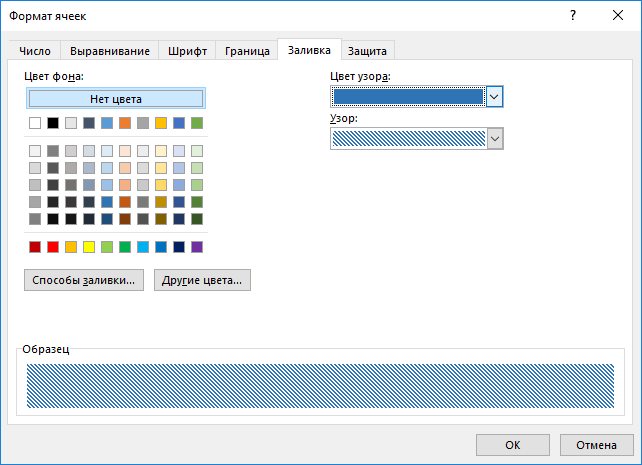 Формат ячеек
?
Число Выравнивание Шрифт Граница Заливка Защита
Цвет фона:
Нет цвета
Цвет узора:
Узор:
Способы заливки...
Другие цвета...
Образец
ОК
Отмена